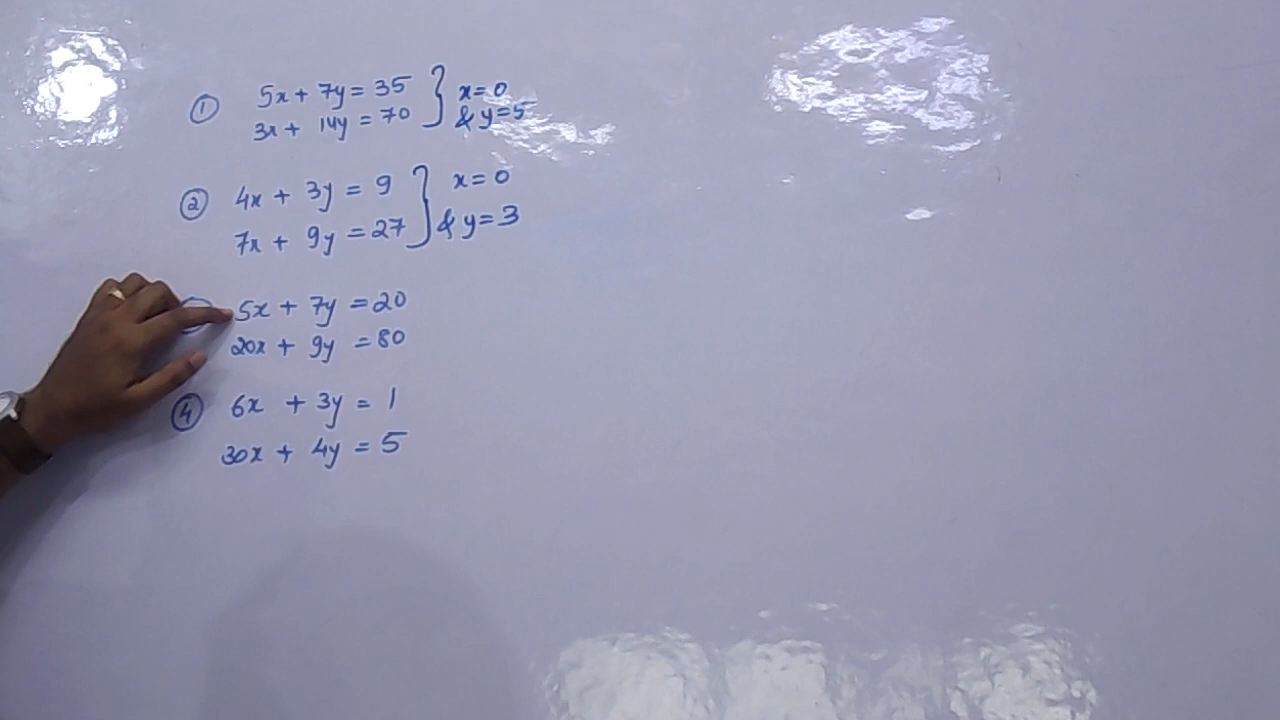 ① 5x + 7y = 35 } x=0
3x + 14y = 70 & y=5
② 4x + 3y = 9 } x=0
7x + 9y = 27 & y=3
5x + 7y = 20
20x + 9y = 80
④ 6x + 3y = 1
30x + 4y = 5